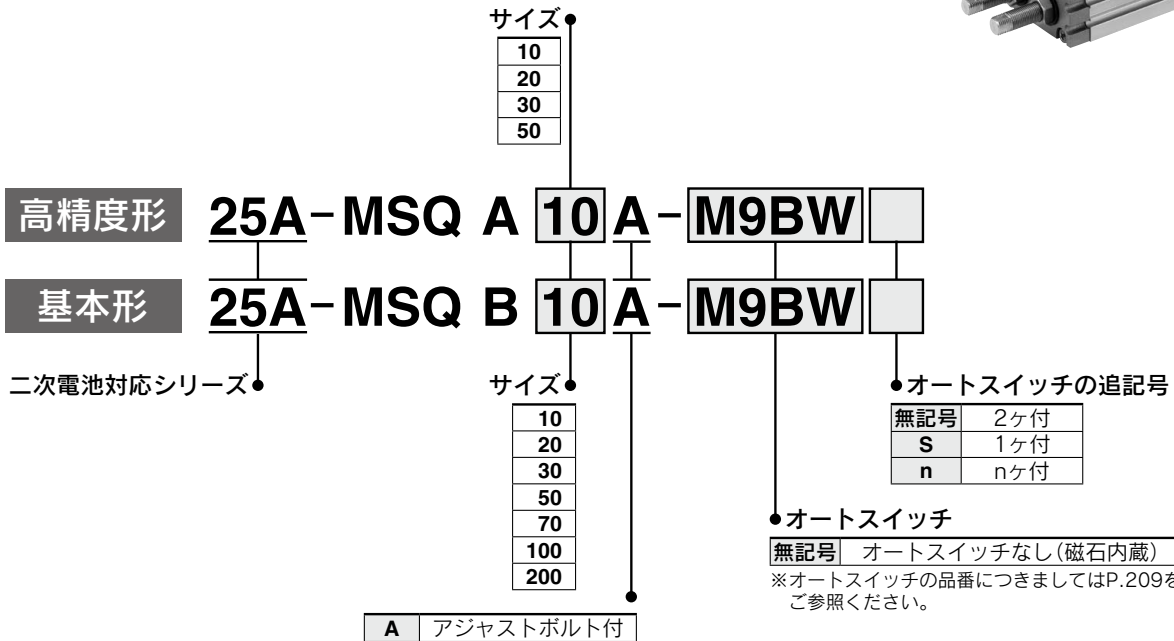 サイズ
10
20
30
50
高精度形 25A-MSQ A 10 A-M9BW
基本形 25A-MSQ B 10 A-M9BW
二次電池対応シリーズ
サイズ
10
20
30
50
70
100
200
オートスイッチの追記号
無記号 2ヶ付
S 1ヶ付
n nヶ付
オートスイッチ
無記号 オートスイッチなし(磁石内蔵)
※オートスイッチの品番につきましてはP.209を
ご参照ください。
A アジャストボルト付